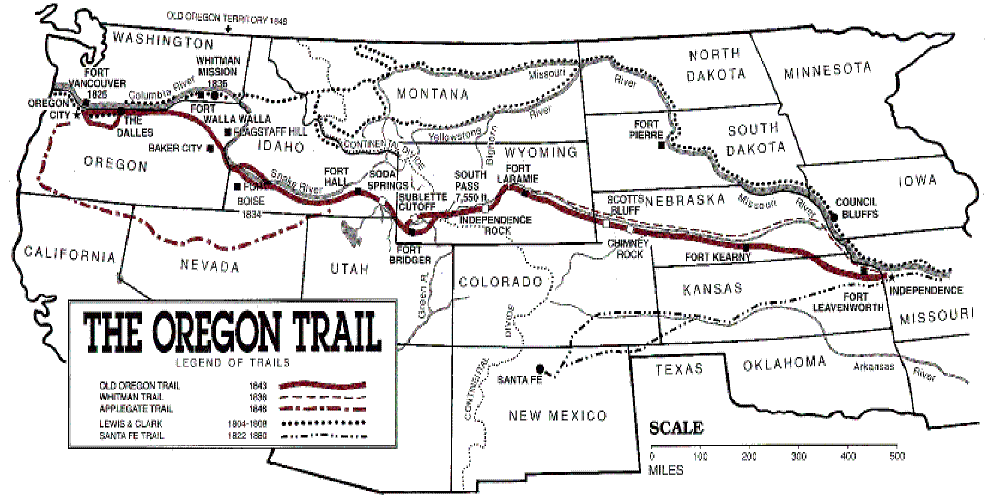 OLD OREGON TERRITORY 1848
WASHINGTON
FORT
VANCOUVER
1825
WHITMAN
MISSION
1836
Columbia River
OREGON
CITY
THE
DALLES
FORT
WALLA WALLA
FLAGSTAFF HILL
BAKER CITY
OREGON
IDAHO
FORT
BOISE
1834
Snake River
FORT
HALL
SODA
SPRINGS
MONTANA
Missouri
River
Yellowstone
River
Bighorn
CONTINENTAL DIVIDE
NORTH
DAKOTA
MINNESOTA
FORT
PIERRE
SOUTH
DAKOTA
WYOMING
FORT
LARAMIE
SOUTH
PASS
7,550 ft.
SUBLETTE
CUTOFF
INDEPENDENCE
ROCK
FORT
BRIDGER
SCOTTS
BLUFF
NEBRASKA
Missouri
River
CHIMNEY
ROCK
FORT KEARNY
IOWA
COUNCIL
BLUFFS
CALIFORNIA
NEVADA
UTAH
Green R.
COLORADO
KANSAS
FORT
LEAVENWORTH
INDEPENDENCE
MISSOURI
CONTINENTAL
DIVIDE
SANTA FE
NEW MEXICO
TEXAS
OKLAHOMA
Arkansas
River
THE OREGON TRAIL
LEGEND OF TRAILS
OLD OREGON TRAIL 1843
WHITMAN TRAIL 1836
APPLEGATE TRAIL 1846
LEWIS & CLARK 1804-1806
SANTA FE TRAIL 1822-1880
SCALE
0 100 200 300 400 500
MILES